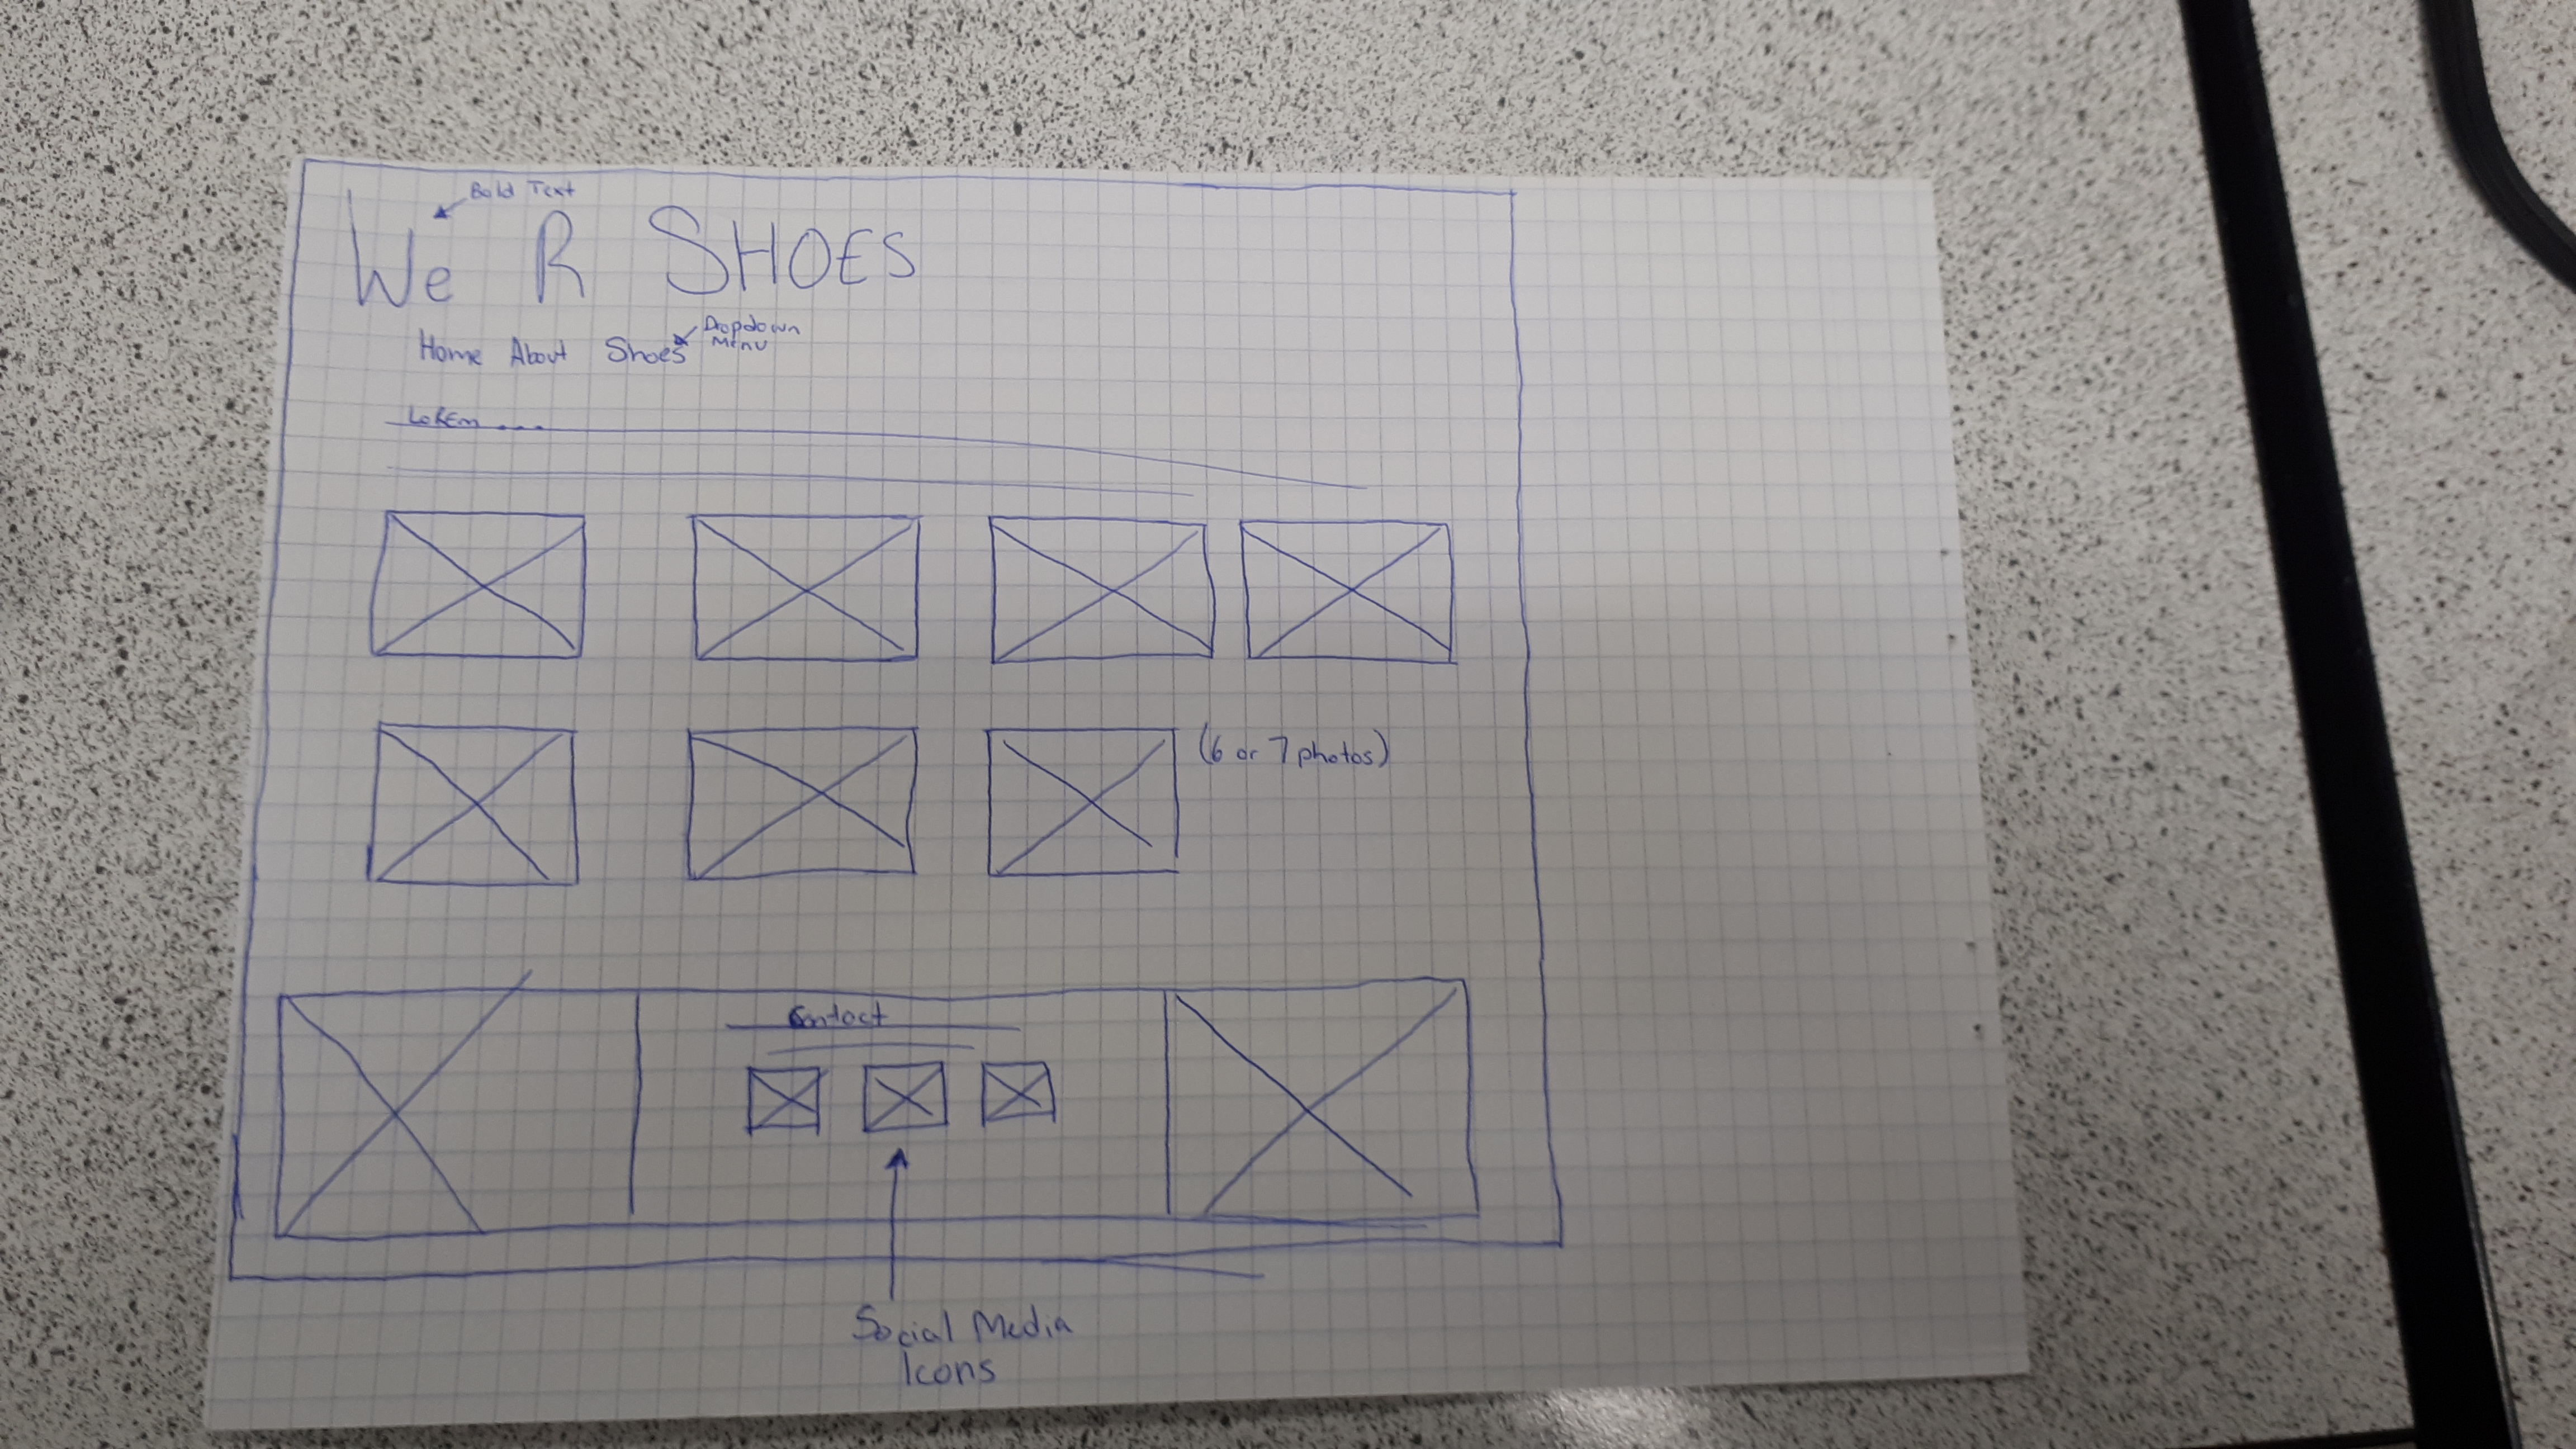 Bold Text
We R SHOES
Dropdown
Menu
Home About Shoes
Lorem ....
(6 or 7 photos)
Contact
Social Media
Icons